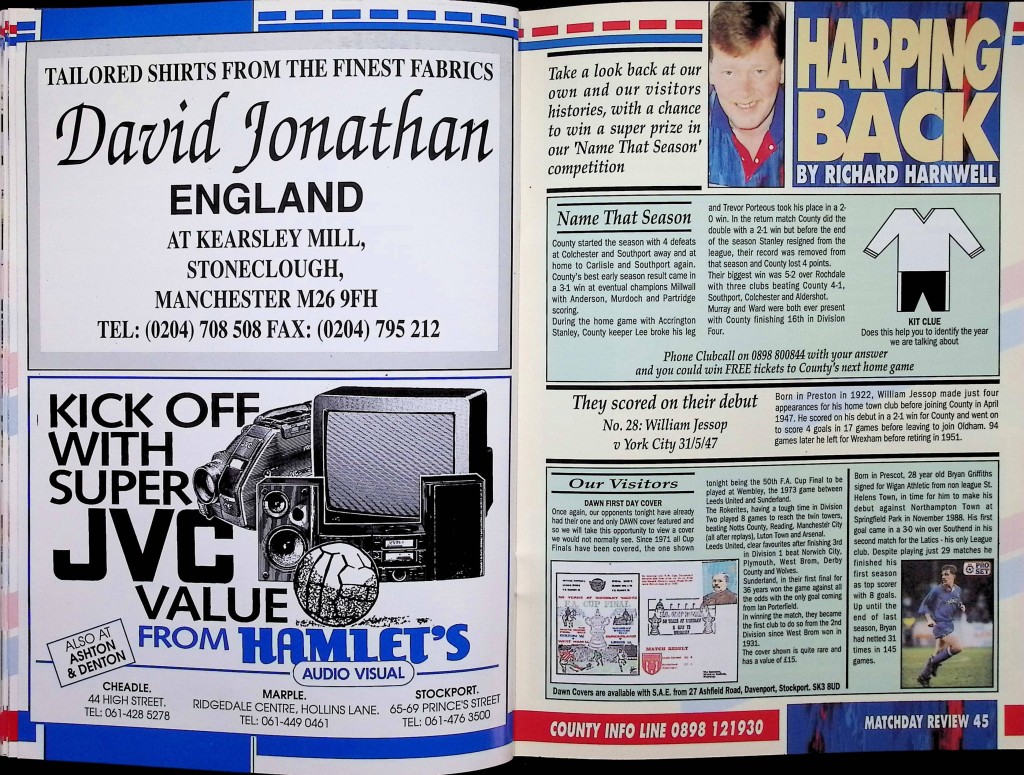 TAILORED SHIRTS FROM THE FINEST FABRICS
David Jonathan
ENGLAND
AT KEARSLEY MILL,
STONECLOUGH,
MANCHESTER M26 9FH
TEL: (0204) 708 508 FAX: (0204) 795 212
KICK OFF
WITH
SUPER
JVC
VALUE
FROM HAMLET'S
AUDIO VISUAL
ALSO AT
ASHTON
& DENTON
CHEADLE.
44 HIGH STREET.
TEL: 061-428 5278
MARPLE.
RIDGEDALE CENTRE, HOLLINS LANE.
TEL: 061-449 0461
STOCKPORT.
65-69 PRINCE'S STREET
TEL: 061-476 3500
Take a look back at our
own and our visitors
histories, with a chance
to win a super prize in
our 'Name That Season'
competition
HARPING
BACK
BY RICHARD HARNWELL
Name That Season
County started the season with 4 defeats
at Colchester and Southport away and at
home to Carlisle and Southport again.
County's best early season result came in
a 3-1 win at eventual champions Millwall
with Anderson, Murdoch and Partridge
scoring.
During the home game with Accrington
Stanley, County keeper Lee broke his leg
and Trevor Porteous took his place in a 2-
0 win. In the return match County did the
double with a 2-1 win but before the end
of the season Stanley resigned from the
league, their record was removed from
that season and County lost 4 points.
Their biggest win was 5-2 over Rochdale
with three clubs beating County 4-1,
Southport, Colchester and Aldershot.
Murray and Ward were both ever present
with County finishing 16th in Division
Four.
KIT CLUE
Does this help you to identify the year
we are talking about
Phone Clubcall on 0898 800844 with your answer
and you could win FREE tickets to County's next home game
They scored on their debut
No. 28: William Jessop
v York City 31/5/47
Born in Preston in 1922, William Jessop made just four
appearances for his home town club before joining County in April
1947. He scored on his debut in a 2-1 win for County and went on
to score 4 goals in 17 games before leaving to join Oldham. 94
games later he left for Wrexham before retiring in 1951.
Our Visitors
DAWN FIRST DAY COVER
Once again, our opponents tonight have already
had their one and only DAWN cover featured and
so we will take this opportunity to view a cover
we would not normally see. Since 1971 all Cup
Finals have been covered, the one shown
tonight being the 50th F.A. Cup Final to be
played at Wembley, the 1973 game between
Leeds United and Sunderland.
The Rokerites, having a tough time in Division
Two played 8 games to reach the twin towers,
beating Notts County, Reading, Manchester City
(all after replays), Luton Town and Arsenal.
Leeds United, clear favourites after finishing 3rd
in Division 1 beat Norwich City,
Plymouth, West Brom, Derby
County and Wolves.
Sunderland, in their first final for
36 years won the game against all
the odds with the only goal coming
from Ian Porterfield.
In winning the match, they became
the first club to do so from the 2nd
Division since West Brom won in
1931.
The cover shown is quite rare and
has a value of £15.
F.A. CUP FINAL
MATCH RESULT
Dawn Covers are available with S.A.E. from 27 Ashfield Road, Davenport, Stockport. SK3 8UD
Born in Prescot, 28 year old Bryan Griffiths
signed for Wigan Athletic from non league St.
Helens Town, in time for him to make his
debut against Northampton Town at
Springfield Park in November 1988. His first
goal came in a 3-0 win over Southend in his
second match for the Latics - his only League
club. Despite playing just 29 matches he
finished his
first season
as top scorer
with 8 goals.
Up until the
end of last
season, Bryan
had netted 31
times in 145
games.
PRO
SET
COUNTY INFO LINE 0898 121930
MATCHDAY REVIEW 45